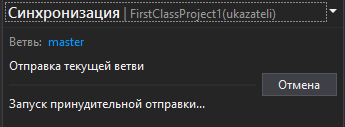 Синхронизация | FirstClassProject1(ukazateli)
Ветвь: master
Отправка текущей ветви
Отмена
Запуск принудительной отправки...